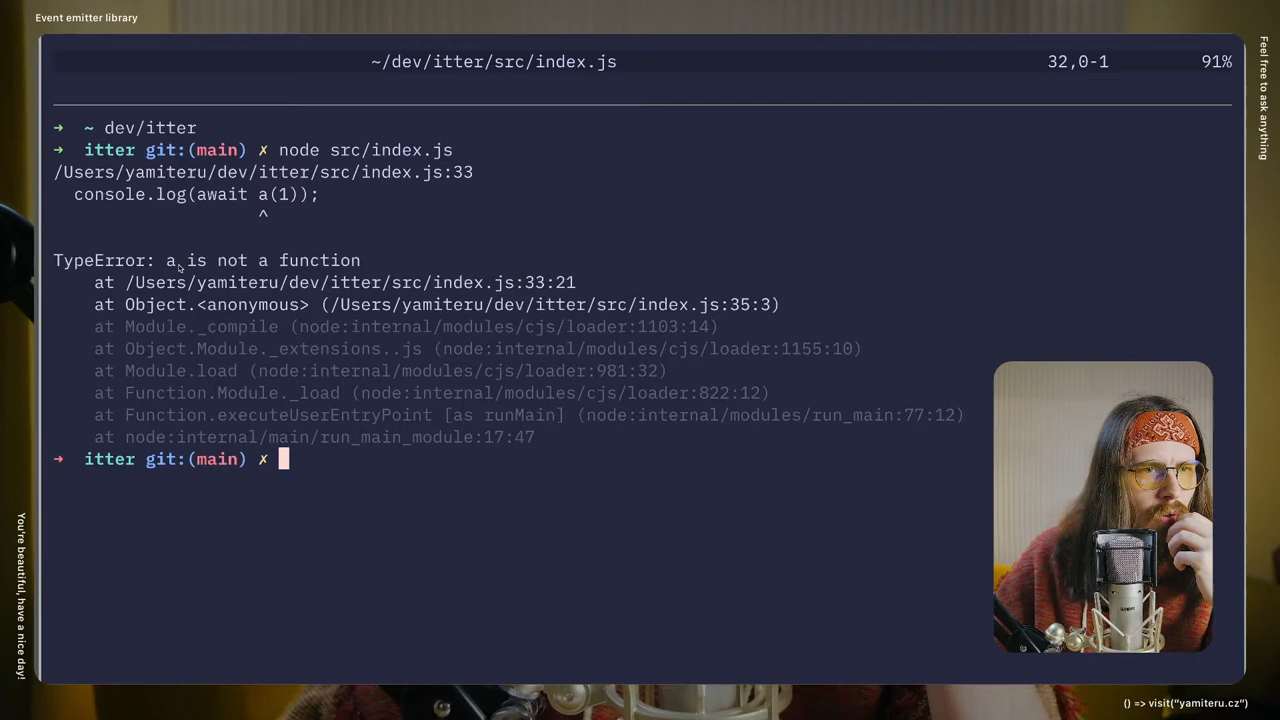 Event emitter library
~/dev/itter/src/index.js 32,0-1 91%
➜ ~ dev/itter
➜ itter git:(main) ✗ node src/index.js
/Users/yamiteru/dev/itter/src/index.js:33
console.log(await a(1));
^
TypeError: a is not a function
at /Users/yamiteru/dev/itter/src/index.js:33:21
at Object.<anonymous> (/Users/yamiteru/dev/itter/src/index.js:35:3)
at Module._compile (node:internal/modules/cjs/loader:1103:14)
at Object.Module._extensions..js (node:internal/modules/cjs/loader:1155:10)
at Module.load (node:internal/modules/cjs/loader:981:32)
at Function.Module._load (node:internal/modules/cjs/loader:822:12)
at Function.executeUserEntryPoint [as runMain] (node:internal/modules/run_main:77:12)
at node:internal/main/run_main_module:17:47
➜ itter git:(main) ✗
Feel free to ask anything
You're beautiful, have a nice day!
() => visit("yamiteru.cz")